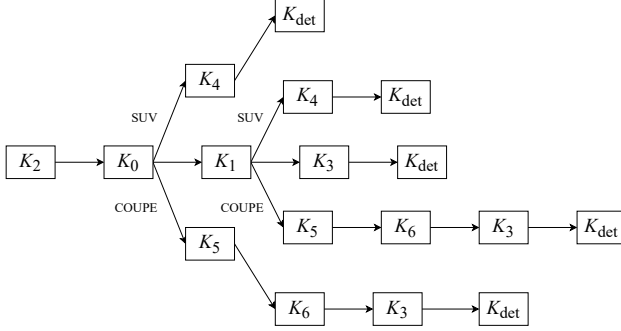 K_det
K_4
SUV
K_4
K_det
SUV
K_2
K_0
K_1
K_3
K_det
COUPE
COUPE
K_5
K_6
K_3
K_det
K_5
K_6
K_3
K_det